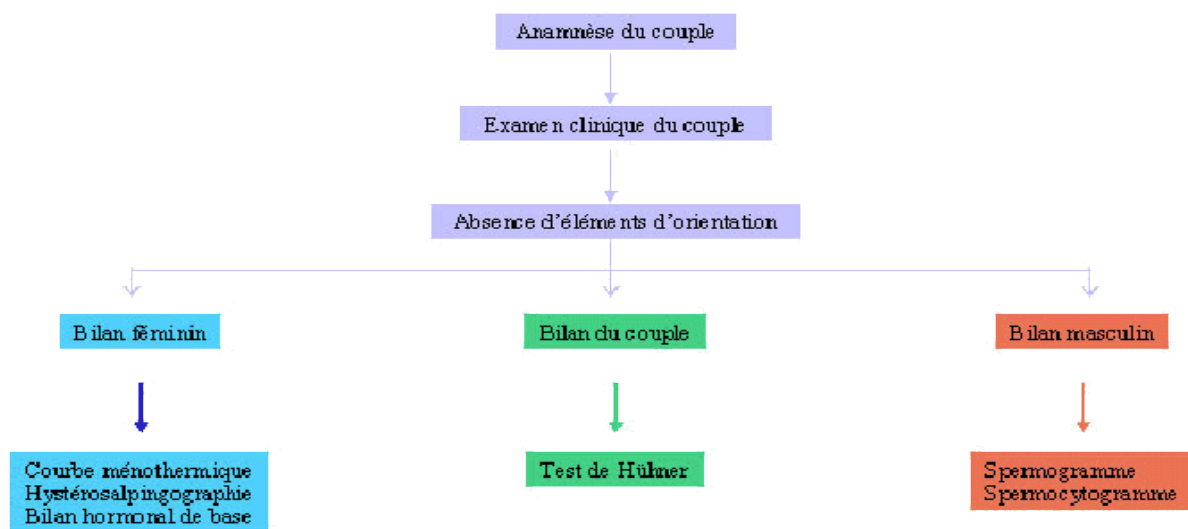 Anamnèse du couple
Examen clinique du couple
Absence d'éléments d'orientation
Bilan féminin
Bilan du couple
Bilan masculin
Courbe ménothermique
Hystérosalpingographie
Bilan hormonal de base
Test de Hühner
Spermogramme
Spermocytogramme